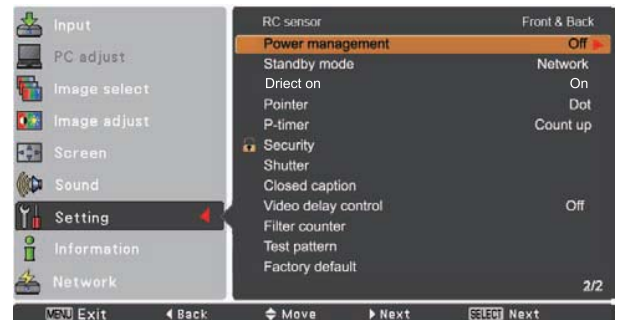 Input
PC adjust
Image select
Image adjust
Screen
Sound
Setting
Information
Network
RC sensor Front & Back
Power management Off
Standby mode Network
Driect on On
Pointer Dot
P-timer Count up
Security
Shutter
Closed caption
Video delay control Off
Filter counter
Test pattern
Factory default
2/2
MENU Exit Back Move Next SELECT Next